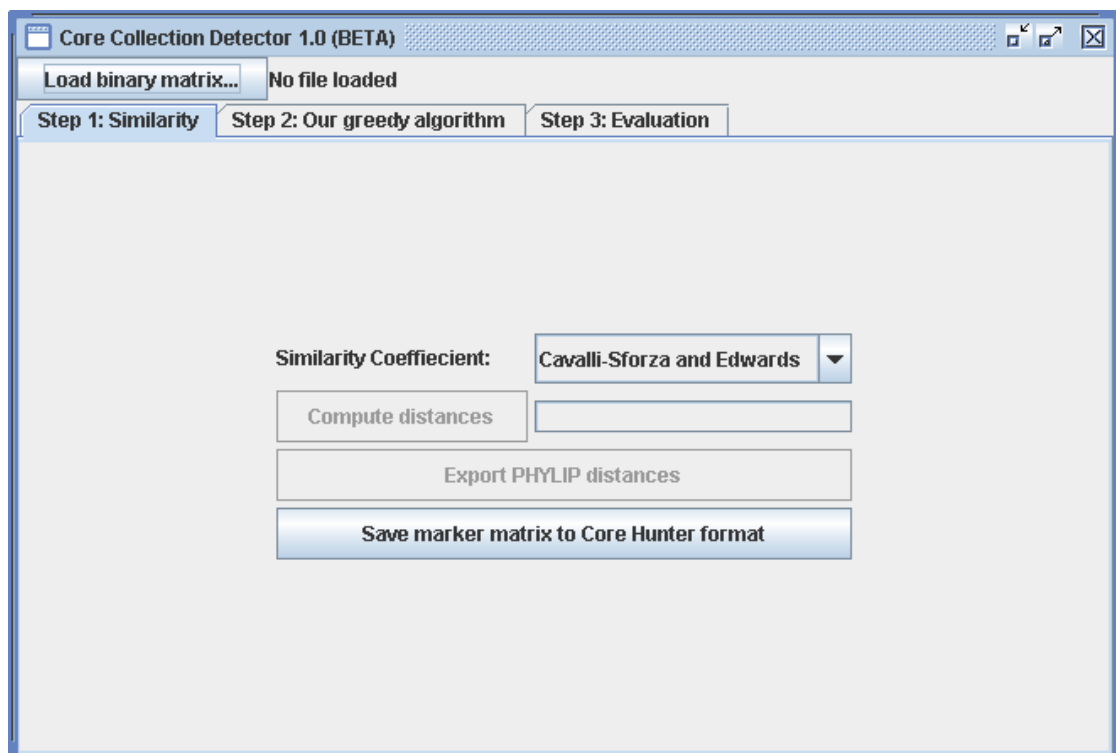 Core Collection Detector 1.0 (BETA)
Load binary matrix... No file loaded
Step 1: Similarity Step 2: Our greedy algorithm Step 3: Evaluation
Similarity Coeffiecient: Cavalli-Sforza and Edwards
Compute distances
Export PHYLIP distances
Save marker matrix to Core Hunter format